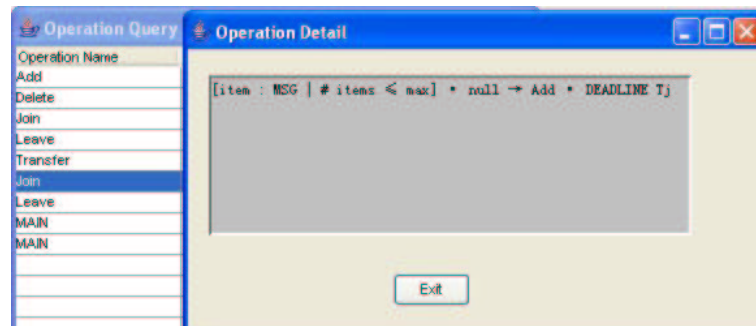 Operation Query
Operation Detail
Operation Name
Add
Delete
Join
Leave
Transfer
Join
Leave
MAIN
MAIN
[item : MSG | # items ⩽ max] • null → Add • DEADLINE Tj
Exit